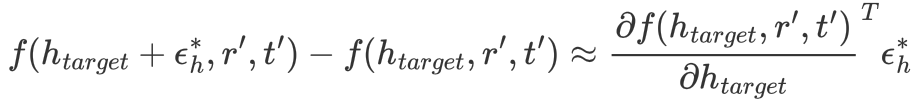 f(h_{target} + \epsilon_h^*, r', t') - f(h_{target}, r', t') \approx \frac{\partial f(h_{target}, r', t')}{\partial h_{target}}^T \epsilon_h^*